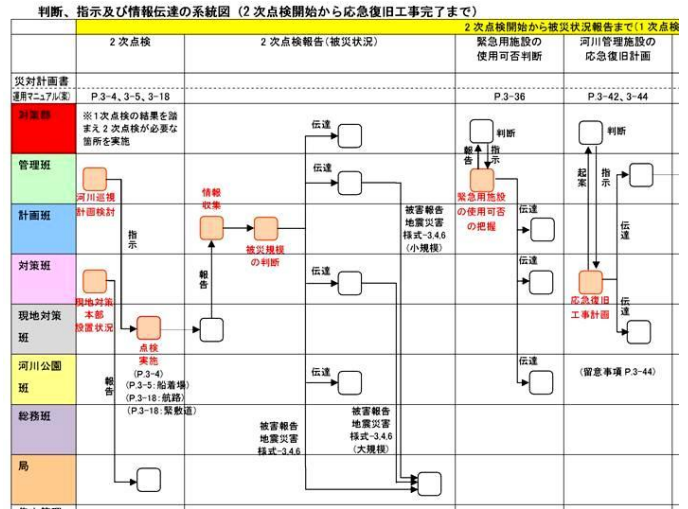 判断、指示及び情報伝達の系統図（2次点検開始から応急復旧工事完了まで）
2次点検開始から被災状況報告まで（1次点検
2次点検
2次点検報告（被災状況）
緊急用施設の
使用可否判断
河川管理施設の
応急復旧計画
災対計画書
運用マニュアル(案)
P.3-4、3-5、3-18
P.3-36
P.3-42、3-44
対策部
※1次点検の結果を踏
まえ2次点検が必要な
箇所を実施
伝達
判断
報告
指示
判断
管理班
河川巡視
計画検討
伝達
緊急用施設
の使用可否
の把握
起案
指示
計画班
指示
情報
収集
被災規模
の判断
被害報告
地震災害
様式-3,4,6
（小規模）
伝達
伝達
対策班
現地対策
本部
設置状況
報告
伝達
伝達
応急復旧
工事計画
現地対策
班
点検
実施
伝達
河川公園
班
報告
(P.3-4)
(P.3-5:船着場)
(P.3-18:航路)
(P.3-18:緊敷道)
伝達
伝達
(留意事項 P.3-44)
総務班
被害報告
地震災害
様式-3,4,6
被害報告
地震災害
様式-3,4,6
（大規模）
局